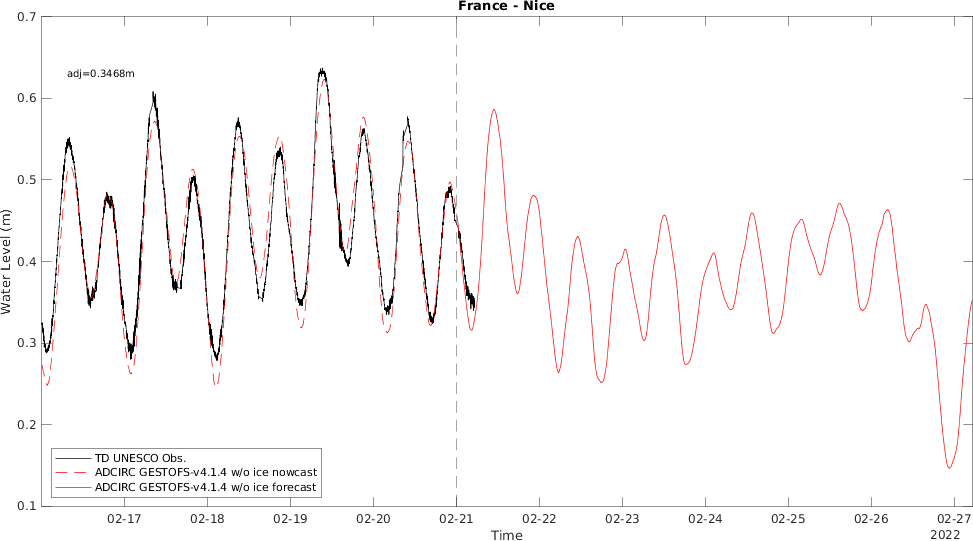 France - Nice
0.7
0.6
0.5
0.4
0.3
0.2
0.1
Water Level (m)
adj=0.3468m
TD UNESCO Obs.
ADCIRC GESTOFS-v4.1.4 w/o ice nowcast
ADCIRC GESTOFS-v4.1.4 w/o ice forecast
02-17 02-18 02-19 02-20 02-21 02-22 02-23 02-24 02-25 02-26 02-27
2022
Time